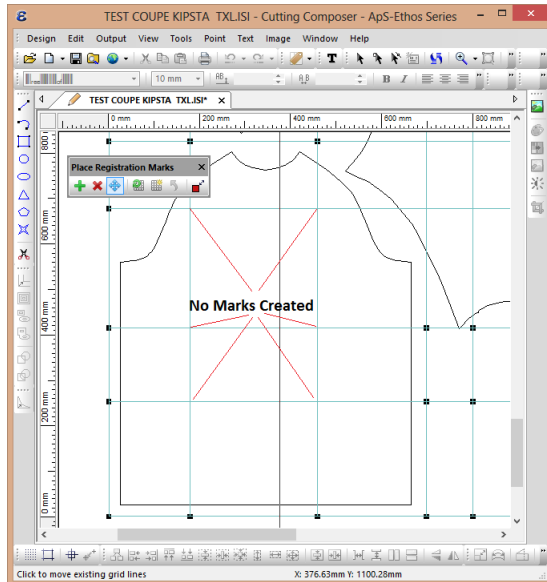 TEST COUPE KIPSTA TXL.ISI - Cutting Composer - ApS-Ethos Series
Design Edit Output View Tools Point Text Image Window Help
10 mm
TEST COUPE KIPSTA TXL.ISI*
0 mm 200 mm 400 mm 600 mm 800 mm
800
Place Registration Marks
600 mm
No Marks Created
400 mm
200 mm
0 mm
Click to move existing grid lines X: 376.63mm Y: 1100.28mm